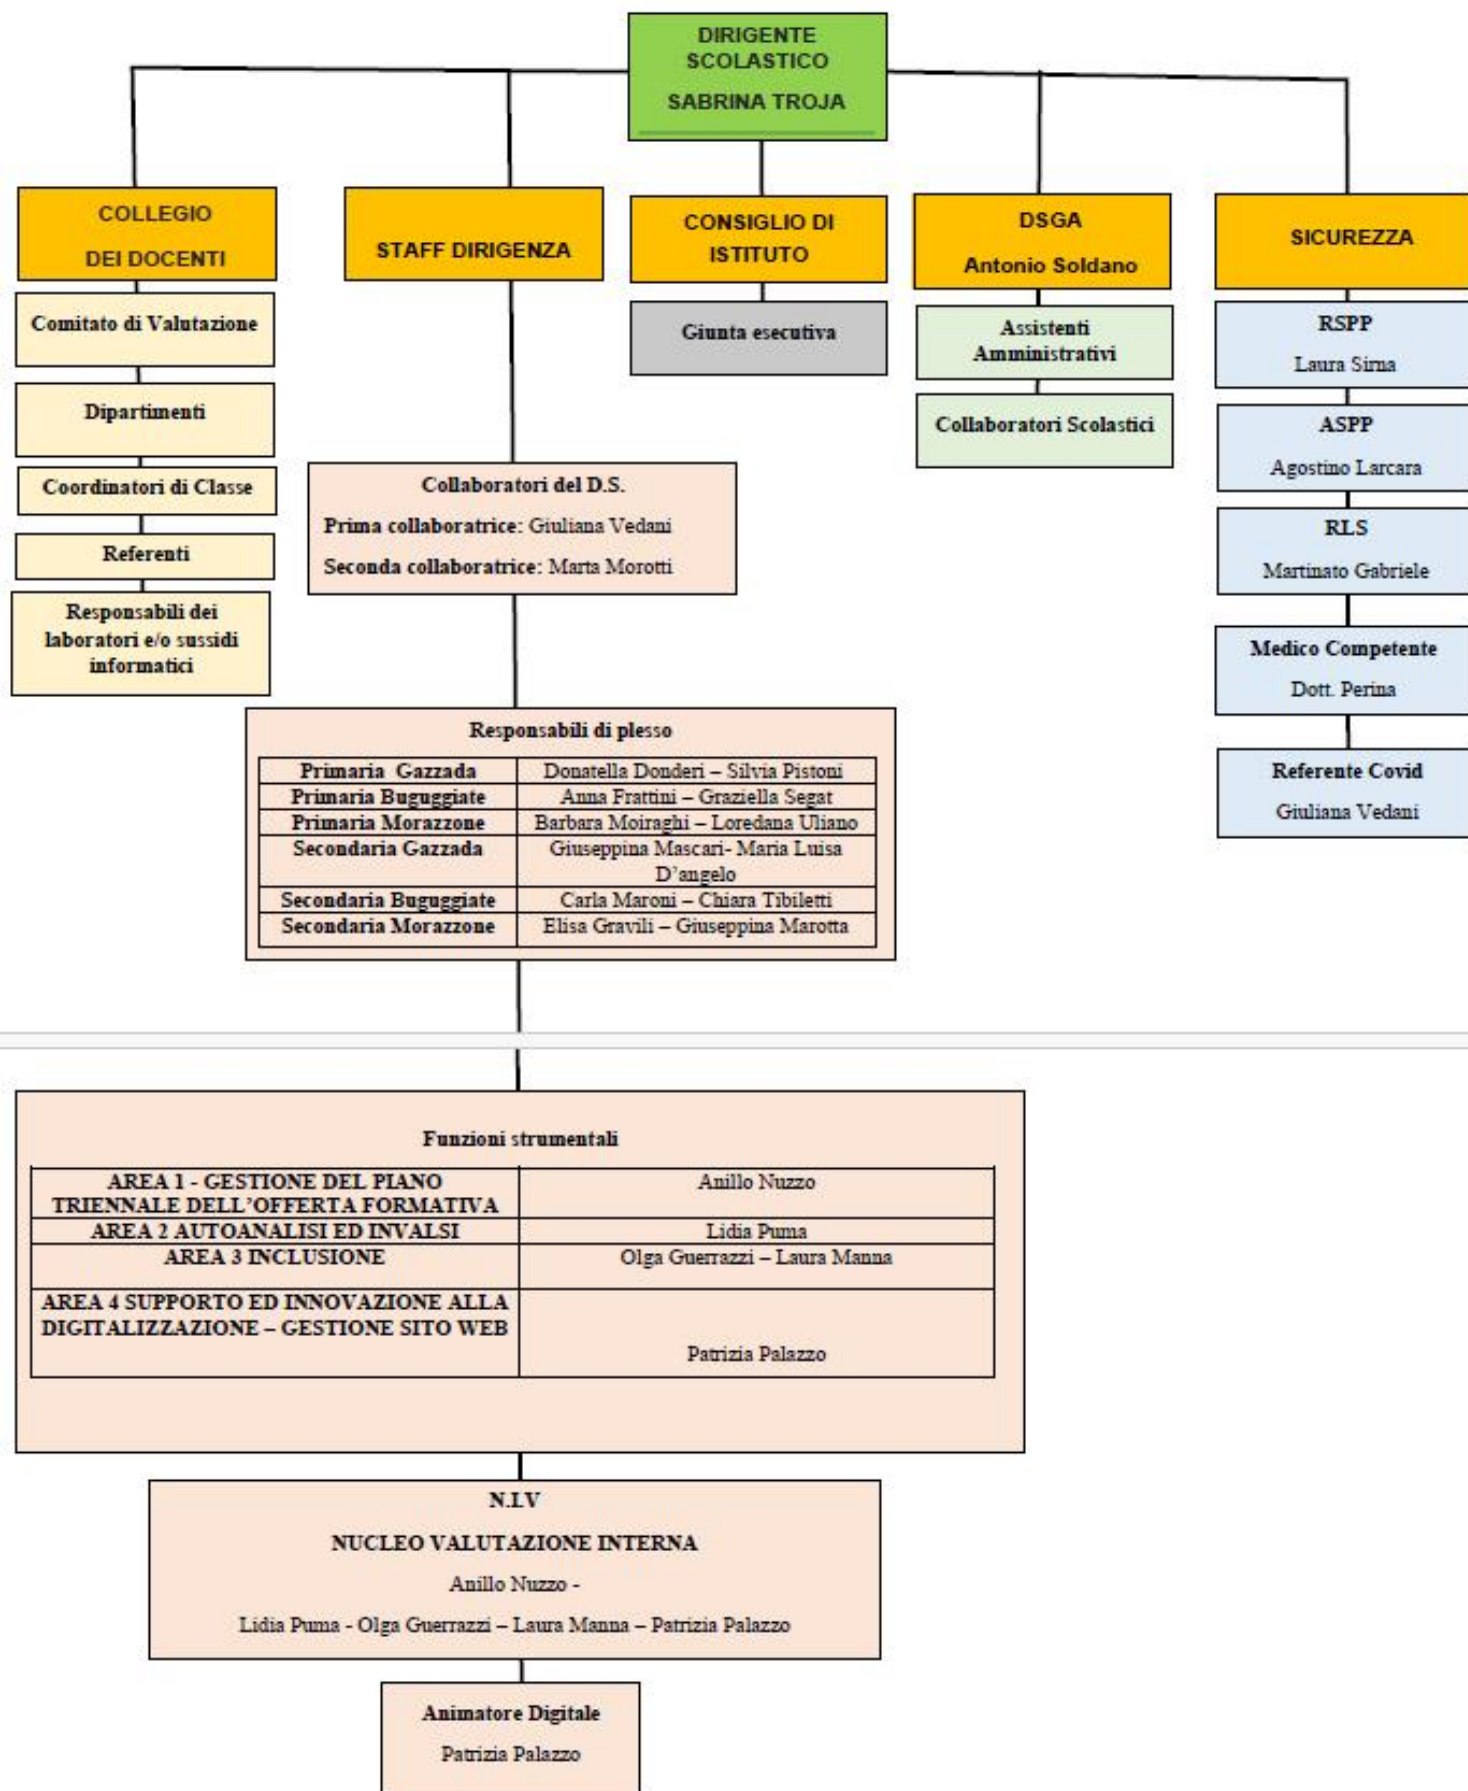 DIRIGENTE
SCOLASTICO
SABRINA TROJA
COLLEGIO
DEI DOCENTI
Comitato di Valutazione
Dipartimenti
Coordinatori di Classe
Referenti
Responsabili dei
laboratori e/o sussidi
informatici
STAFF DIRIGENZA
Collaboratori del D.S.
Prima collaboratrice: Giuliana Vedani
Seconda collaboratrice: Marta Morotti
Responsabili di plesso
Primaria Gazzada Donatella Donderi – Silvia Pistoni
Primaria Buguggiate Anna Frattini – Graziella Segat
Primaria Morazzone Barbara Moiraghi – Loredana Uliano
Secondaria Gazzada Giuseppina Mascari- Maria Luisa
D’angelo
Secondaria Buguggiate Carla Maroni – Chiara Tibiletti
Secondaria Morazzone Elisa Gravili – Giuseppina Marotta
Funzioni strumentali
AREA 1 - GESTIONE DEL PIANO
TRIENNALE DELL’OFFERTA FORMATIVA
Anillo Nuzzo
AREA 2 AUTOANALISI ED INVALSI Lidia Puma
AREA 3 INCLUSIONE Olga Guerrazzi – Laura Manna
AREA 4 SUPPORTO ED INNOVAZIONE ALLA
DIGITALIZZAZIONE – GESTIONE SITO WEB
Patrizia Palazzo
N.I.V
NUCLEO VALUTAZIONE INTERNA
Anillo Nuzzo -
Lidia Puma - Olga Guerrazzi – Laura Manna – Patrizia Palazzo
Animatore Digitale
Patrizia Palazzo
CONSIGLIO DI
ISTITUTO
Giunta esecutiva
DSGA
Antonio Soldano
Assistenti
Amministrativi
Collaboratori Scolastici
SICUREZZA
RSPP
Laura Sirna
ASPP
Agostino Larcara
RLS
Martinato Gabriele
Medico Competente
Dott. Perina
Referente Covid
Giuliana Vedani